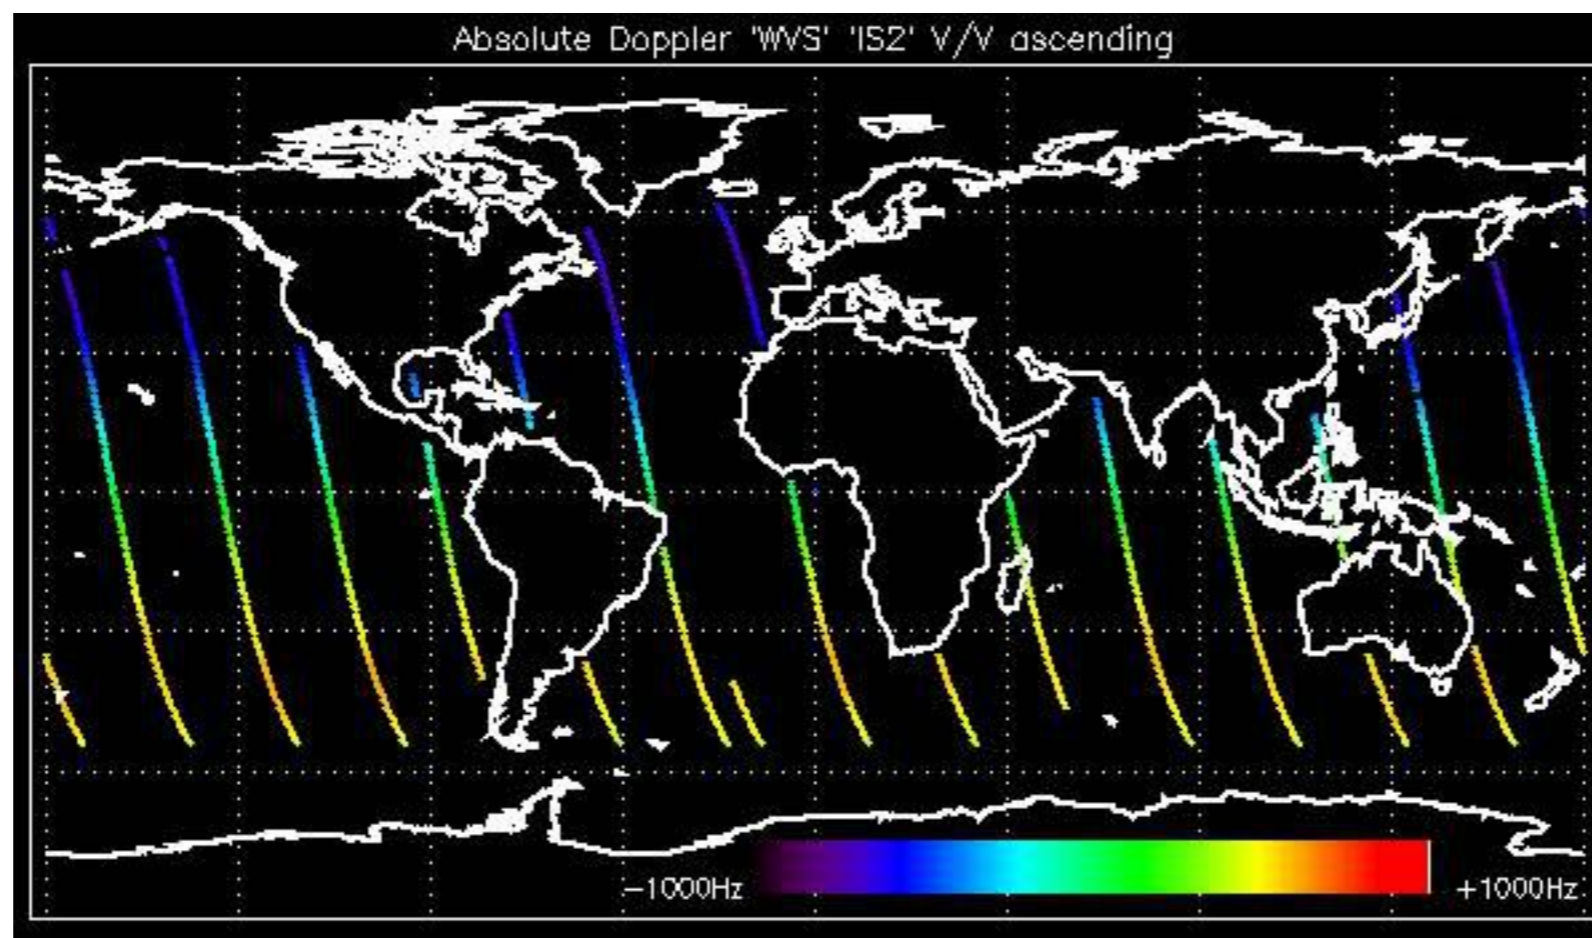 Absolute Doppler 'WVS' 'IS2' V/V ascending
−1000Hz +1000Hz